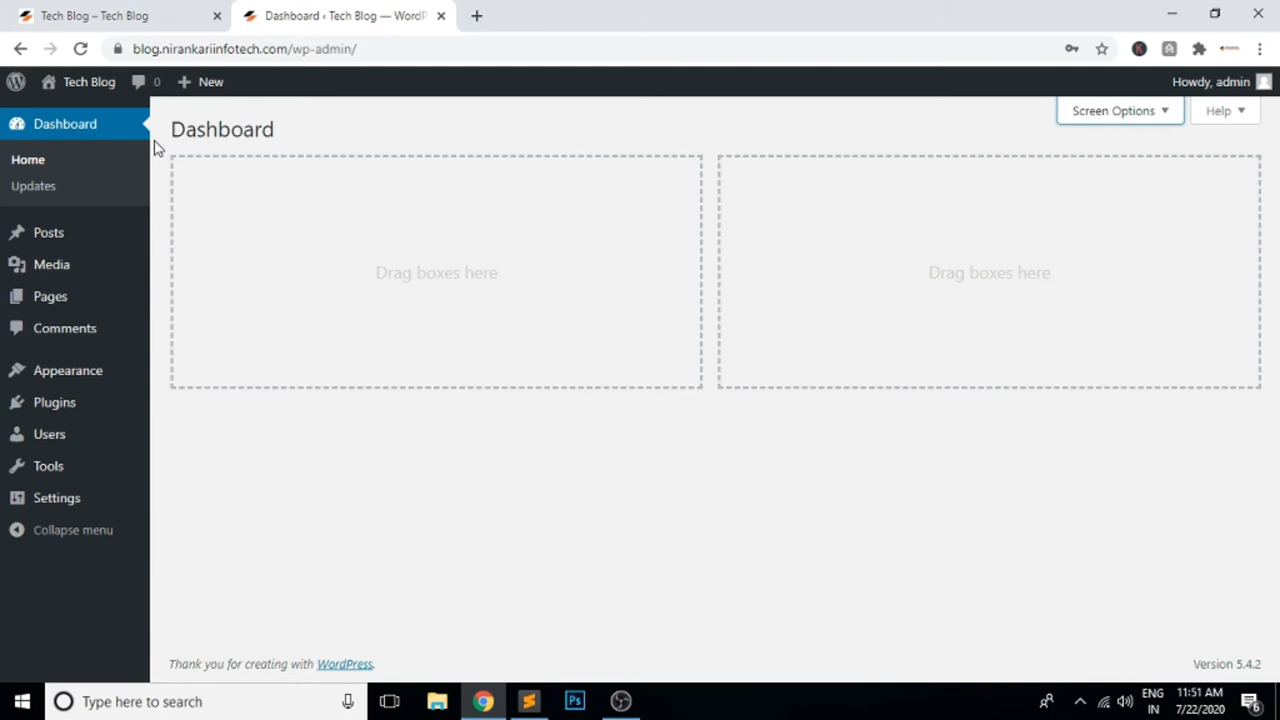 Tech Blog – Tech Blog
Dashboard ‹ Tech Blog — WordP
blog.nirankariinfotech.com/wp-admin/
Tech Blog 0 New
Howdy, admin
Dashboard
Home
Updates
Posts
Media
Pages
Comments
Appearance
Plugins
Users
Tools
Settings
Collapse menu
Dashboard
Screen Options
Help
Drag boxes here
Drag boxes here
Thank you for creating with WordPress.
Version 5.4.2
Type here to search
Ps
ENG
IN
11:51 AM
7/22/2020
6